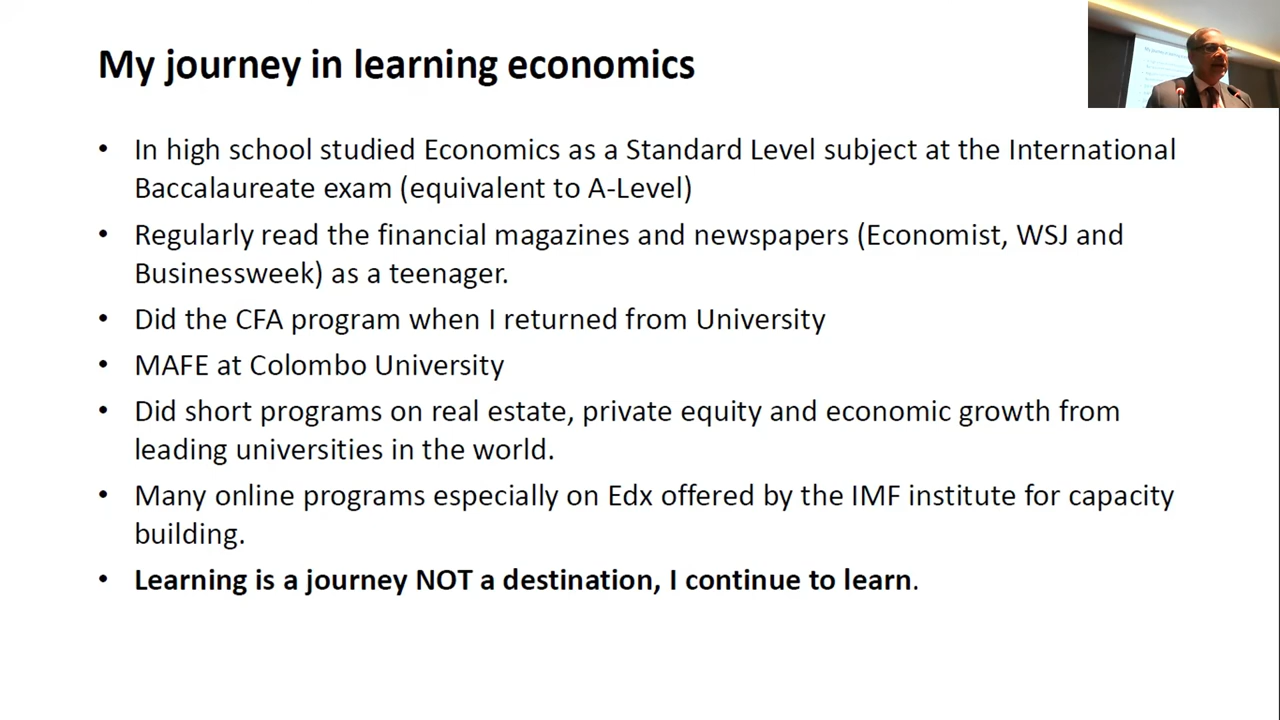 My journey in learning economics
• In high school studied Economics as a Standard Level subject at the International
Baccalaureate exam (equivalent to A-Level)
• Regularly read the financial magazines and newspapers (Economist, WSJ and
Businessweek) as a teenager.
• Did the CFA program when I returned from University
• MAFE at Colombo University
• Did short programs on real estate, private equity and economic growth from
leading universities in the world.
• Many online programs especially on Edx offered by the IMF institute for capacity
building.
• Learning is a journey NOT a destination, I continue to learn.